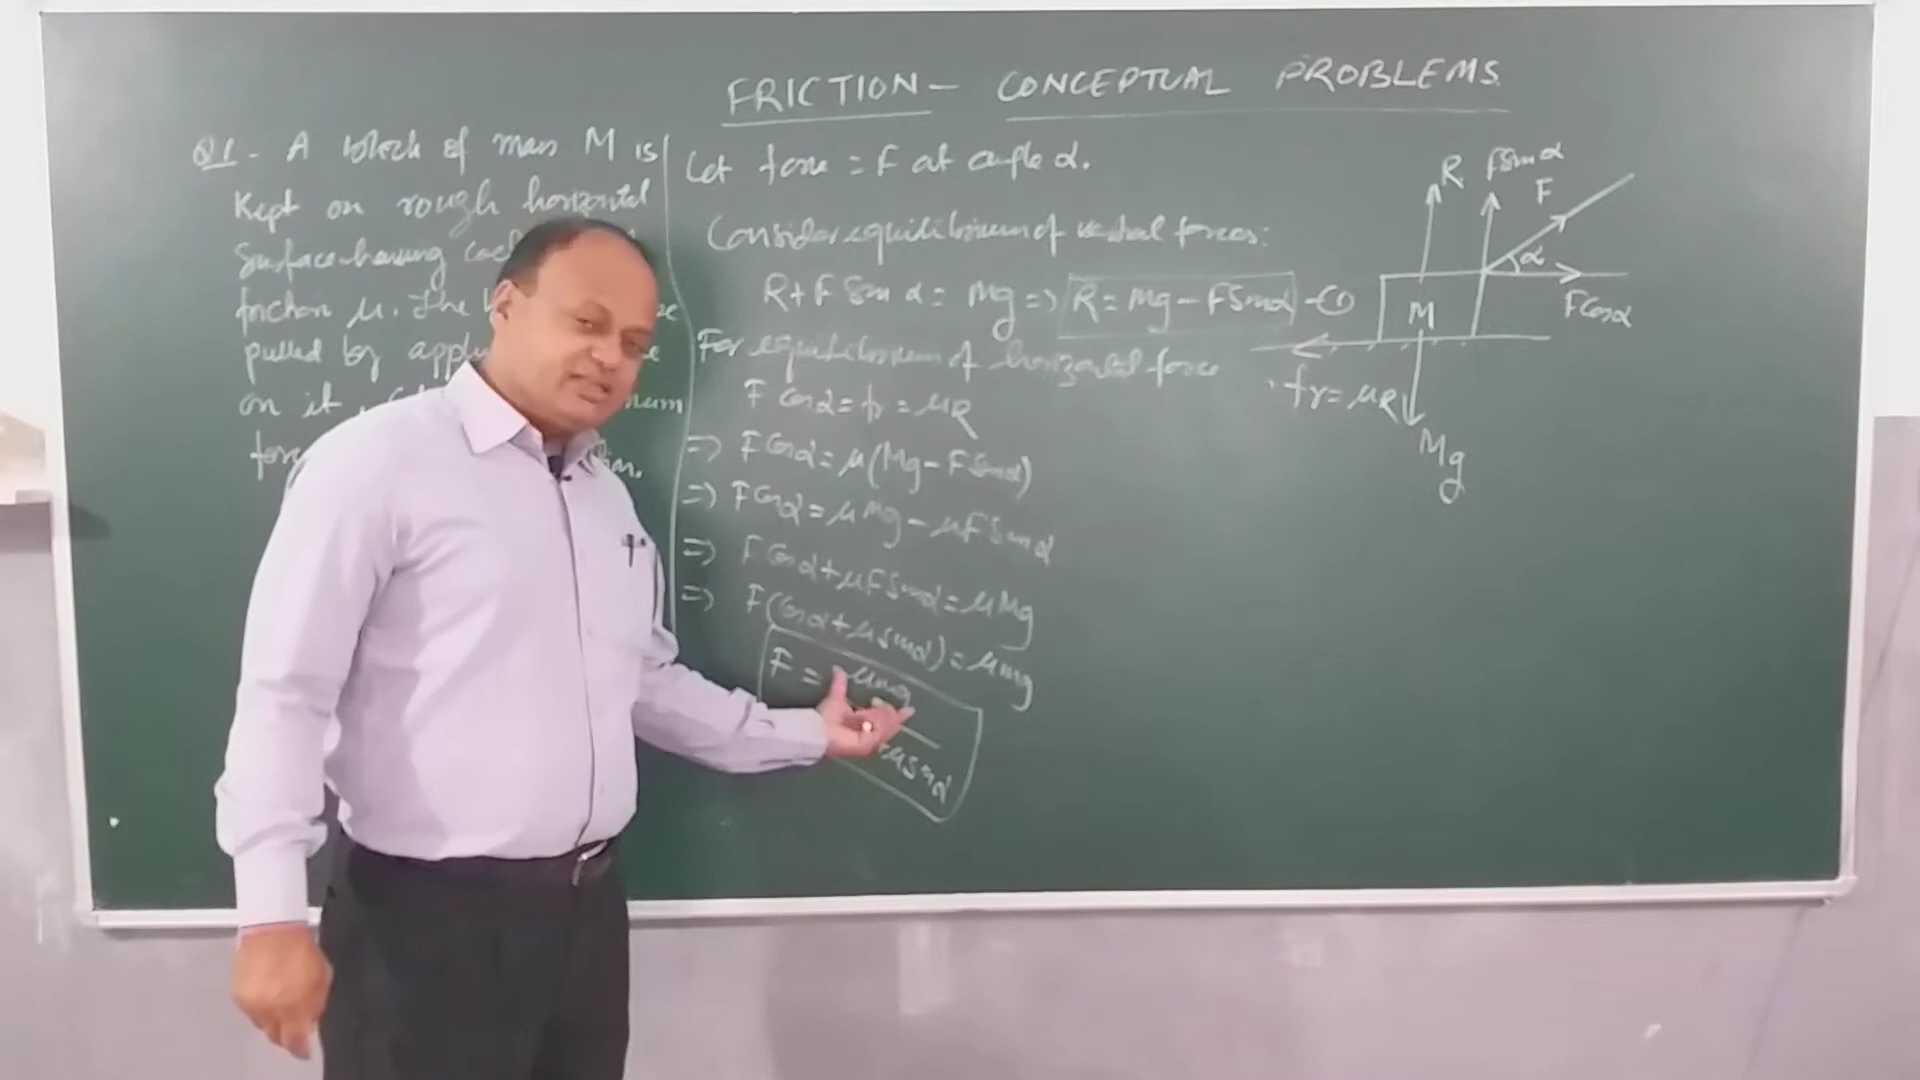 FRICTION - CONCEPTUAL PROBLEMS
Q1 - A block of mass M is
kept on rough horizontal
surface having
friction μ. The
pulled by
on it
Let force = F at angle α.
Consider equilibrium of vertical forces:
R + F Sin α = Mg => R = Mg - F Sin α - ①
For equilibrium of horizontal force
F Cos α = fr = μR
=> F Cos α = μ(Mg - F Sin α)
=> F Cos α = μMg - μF Sin α
=> F Cos α + μF Sin α = μMg
=> F(Cos α + μ Sin α) = μmg
F = μmg
+ μ Sin α
R
F Sin α
F
α
F Cos α
M
fr = μR
Mg